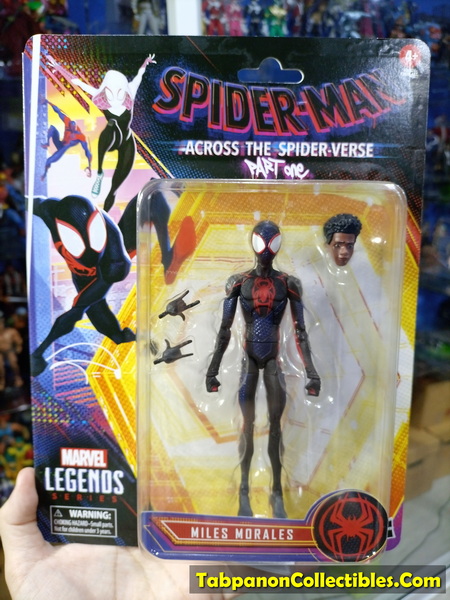 4+
SPIDER-MAN
ACROSS THE SPIDER-VERSE
PART one
MARVEL
LEGENDS
SERIES
WARNING:
CHOKING HAZARD–Small parts.
Not for children under 3 years.
MILES MORALES
TabpanonCollectibles.Com